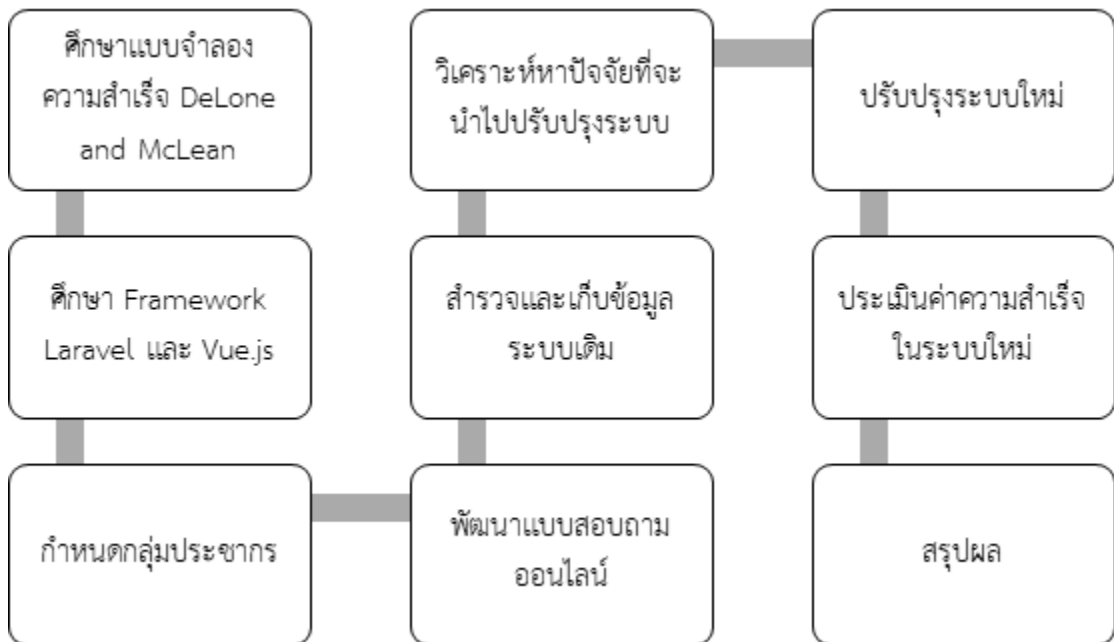 ศึกษาแบบจำลอง
ความสำเร็จ DeLone
and McLean
ศึกษา Framework
Laravel และ Vue.js
กำหนดกลุ่มประชากร
พัฒนาแบบสอบถาม
ออนไลน์
สำรวจและเก็บข้อมูล
ระบบเดิม
วิเคราะห์หาปัจจัยที่จะ
นำไปปรับปรุงระบบ
ปรับปรุงระบบใหม่
ประเมินค่าความสำเร็จ
ในระบบใหม่
สรุปผล